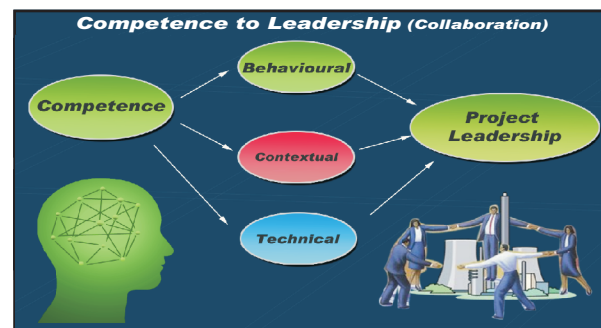 Competence to Leadership (Collaboration)
Behavioural
Competence
Project
Leadership
Contextual
Technical